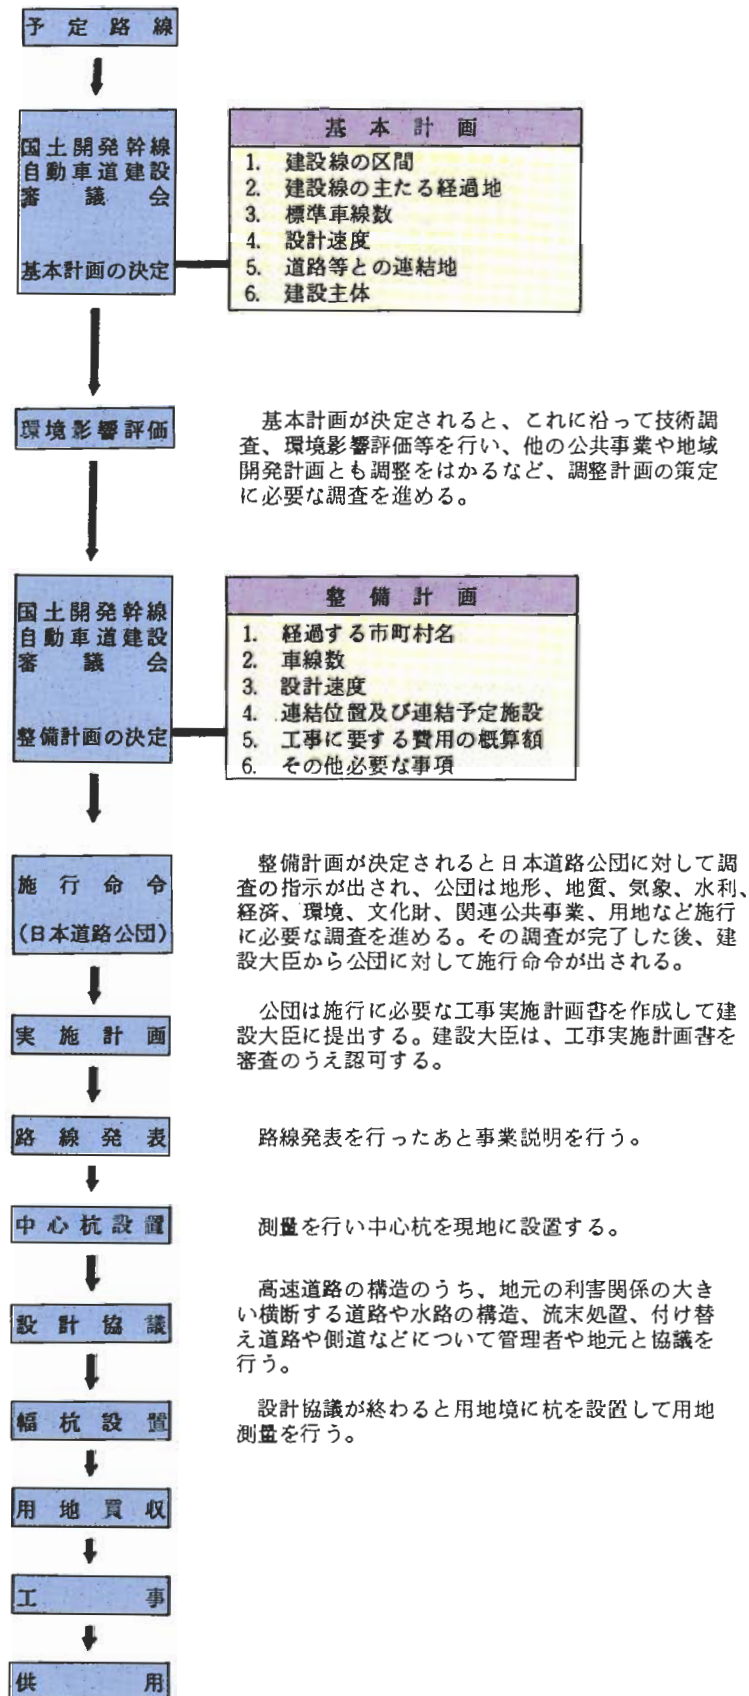 予定路線
国土開発幹線
自動車道建設
審議会
基本計画の決定
基本計画
1. 建設線の区間
2. 建設線の主たる経過地
3. 標準車線数
4. 設計速度
5. 道路等との連結地
6. 建設主体
環境影響評価
基本計画が決定されると、これに沿って技術調
査、環境影響評価等を行い、他の公共事業や地域
開発計画とも調整をはかるなど、調整計画の策定
に必要な調査を進める。
国土開発幹線
自動車道建設
審議会
整備計画の決定
整備計画
1. 経過する市町村名
2. 車線数
3. 設計速度
4. 連結位置及び連結予定施設
5. 工事に要する費用の概算額
6. その他必要な事項
施行命令
(日本道路公団)
整備計画が決定されると日本道路公団に対して調
査の指示が出され、公団は地形、地質、気象、水利、
経済、環境、文化財、関連公共事業、用地など施行
に必要な調査を進める。その調査が完了した後、建
設大臣から公団に対して施行命令が出される。
実施計画
公団は施行に必要な工事実施計画書を作成して建
設大臣に提出する。建設大臣は、工事実施計画書を
審査のうえ認可する。
路線発表
路線発表を行ったあと事業説明を行う。
中心杭設置
測量を行い中心杭を現地に設置する。
設計協議
高速道路の構造のうち、地元の利害関係の大き
い横断する道路や水路の構造、流末処置、付け替
え道路や側道などについて管理者や地元と協議を
行う。
幅杭設置
設計協議が終わると用地境に杭を設置して用地
測量を行う。
用地買収
工事
供用